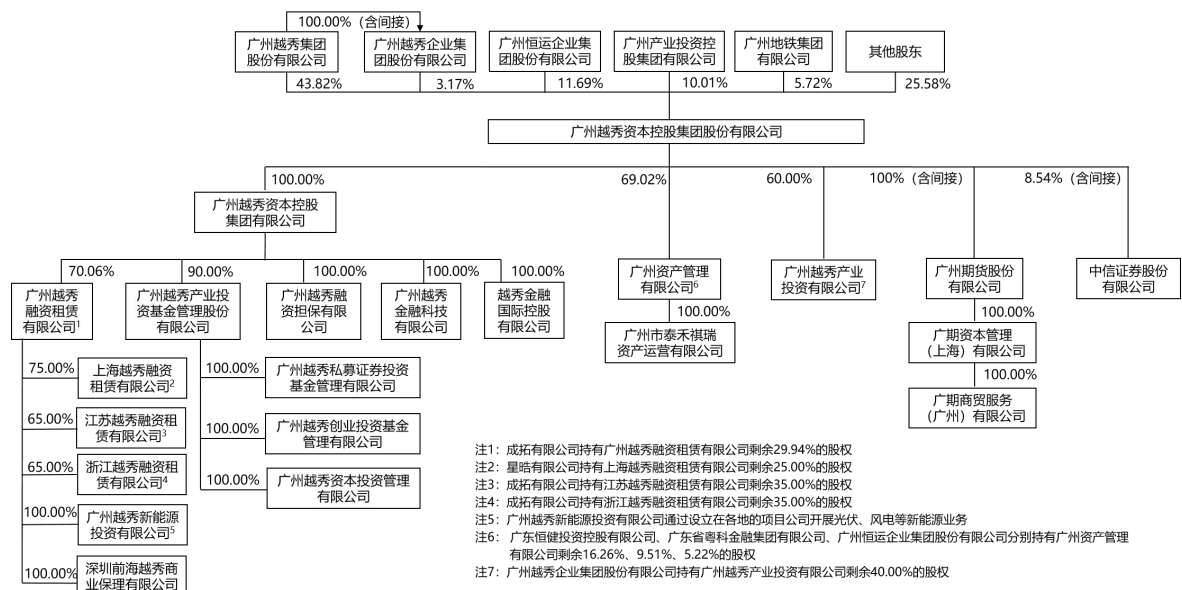 100.00%（含间接）
广州越秀集团
股份有限公司
广州越秀企业集
团股份有限公司
广州恒运企业集
团股份有限公司
广州产业投资控
股集团有限公司
广州地铁集团
有限公司
其他股东
43.82%
3.17%
11.69%
10.01%
5.72%
25.58%
广州越秀资本控股集团股份有限公司
100.00%
69.02%
60.00%
100%（含间接）
8.54%（含间接）
广州越秀资本控股
集团有限公司
70.06%
90.00%
100.00%
100.00%
100.00%
广州越秀
融资租赁
有限公司1
广州越秀产业投
资基金管理股份
有限公司
广州越秀融
资担保有限
公司
广州越秀
金融科技
有限公司
越秀金融
国际控股
有限公司
广州资产管理
有限公司6
广州越秀产业
投资有限公司7
广州期货股份
有限公司
中信证券股份
有限公司
100.00%
广州市泰禾祺瑞
资产运营有限公司
100.00%
广期资本管理
（上海）有限公司
100.00%
广期商贸服务
（广州）有限公司
75.00%
上海越秀融资
租赁有限公司2
65.00%
江苏越秀融资租
赁有限公司3
65.00%
浙江越秀融资租
赁有限公司4
100.00%
广州越秀新能源
投资有限公司5
100.00%
深圳前海越秀商
业保理有限公司
100.00%
广州越秀私募证券投资
基金管理有限公司
100.00%
广州越秀创业投资基金
管理有限公司
100.00%
广州越秀资本投资管理
有限公司
注1：成拓有限公司持有广州越秀融资租赁有限公司剩余29.94%的股权
注2：星晧有限公司持有上海越秀融资租赁有限公司剩余25.00%的股权
注3：成拓有限公司持有江苏越秀融资租赁有限公司剩余35.00%的股权
注4：成拓有限公司持有浙江越秀融资租赁有限公司剩余35.00%的股权
注5：广州越秀新能源投资有限公司通过设立在各地的项目公司开展光伏、风电等新能源业务
注6： 广东恒健投资控股有限公司、广东省粤科金融集团有限公司、广州恒运企业集团股份有限公司分别持有广州资产管理
有限公司剩余16.26%、9.51%、5.22%的股权
注7：广州越秀企业集团股份有限公司持有广州越秀产业投资有限公司剩余40.00%的股权